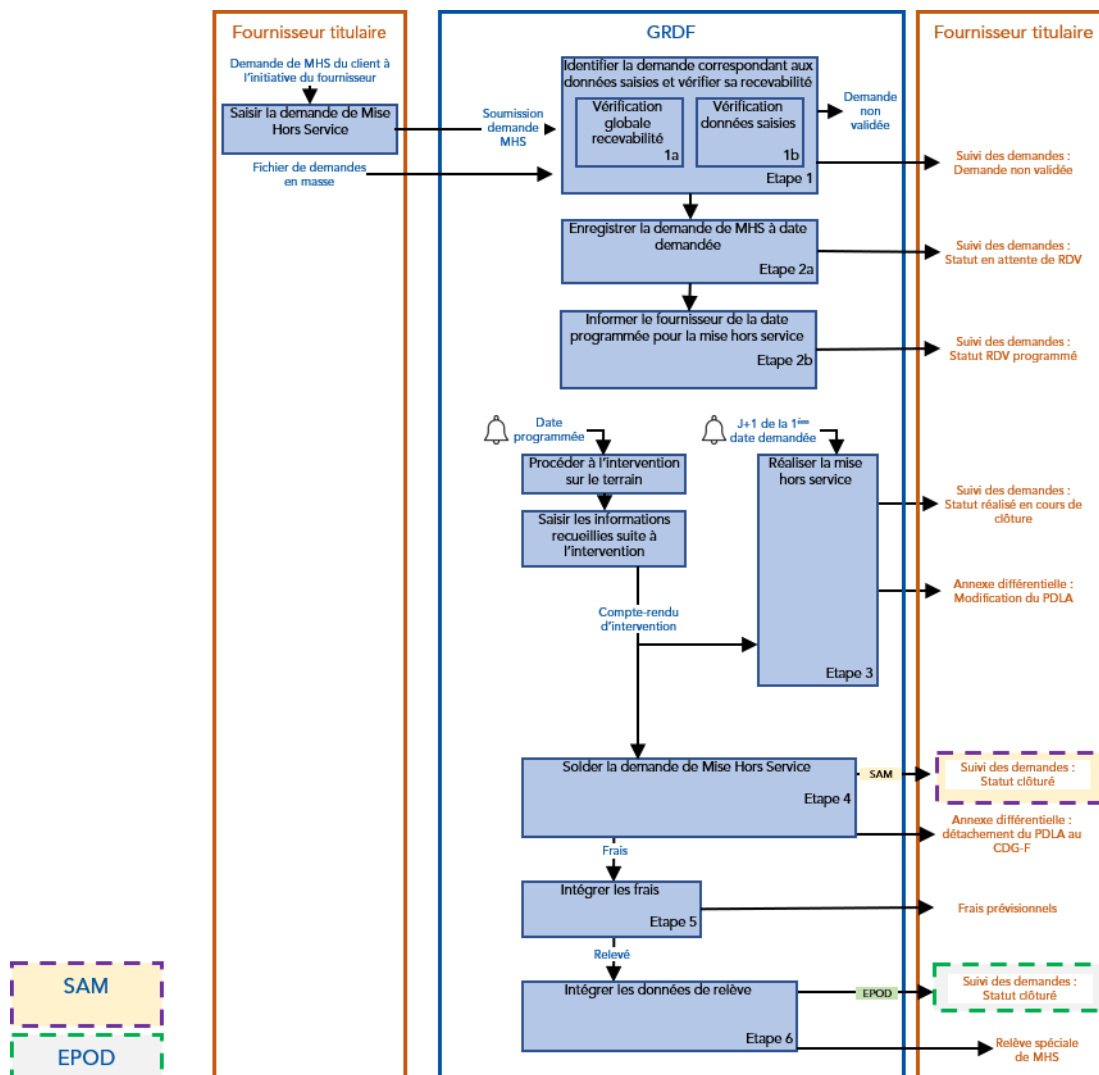 Fournisseur titulaire
GRDF
Fournisseur titulaire
Demande de MHS du client à
l'initiative du fournisseur
Saisir la demande de Mise
Hors Service
Soumission
demande
MHS
Fichier de demandes
en masse
Identifier la demande correspondant aux
données saisies et vérifier sa recevabilité
Vérification
globale
recevabilité
1a
Vérification
données saisies
1b
Etape 1
Demande
non
validée
Suivi des demandes :
Demande non validée
Enregistrer la demande de MHS à date
demandée
Etape 2a
Suivi des demandes :
Statut en attente de RDV
Informer le fournisseur de la date
programmée pour la mise hors service
Etape 2b
Suivi des demandes :
Statut RDV programmé
Date
programmée
J+1 de la 1ème
date demandée
Procéder à l'intervention
sur le terrain
Saisir les informations
recueillies suite à
l'intervention
Réaliser la mise
hors service
Etape 3
Suivi des demandes :
Statut réalisé en cours de
clôture
Annexe différentielle :
Modification du PDLA
Compte-rendu
d'intervention
Solder la demande de Mise Hors Service
Etape 4
SAM
Suivi des demandes :
Statut clôturé
Annexe différentielle :
détachement du PDLA au
CDG-F
Frais
Intégrer les frais
Etape 5
Frais prévisionnels
Relevé
Intégrer les données de relève
Etape 6
EPOD
Suivi des demandes :
Statut clôturé
Relève spéciale
de MHS
SAM
EPOD